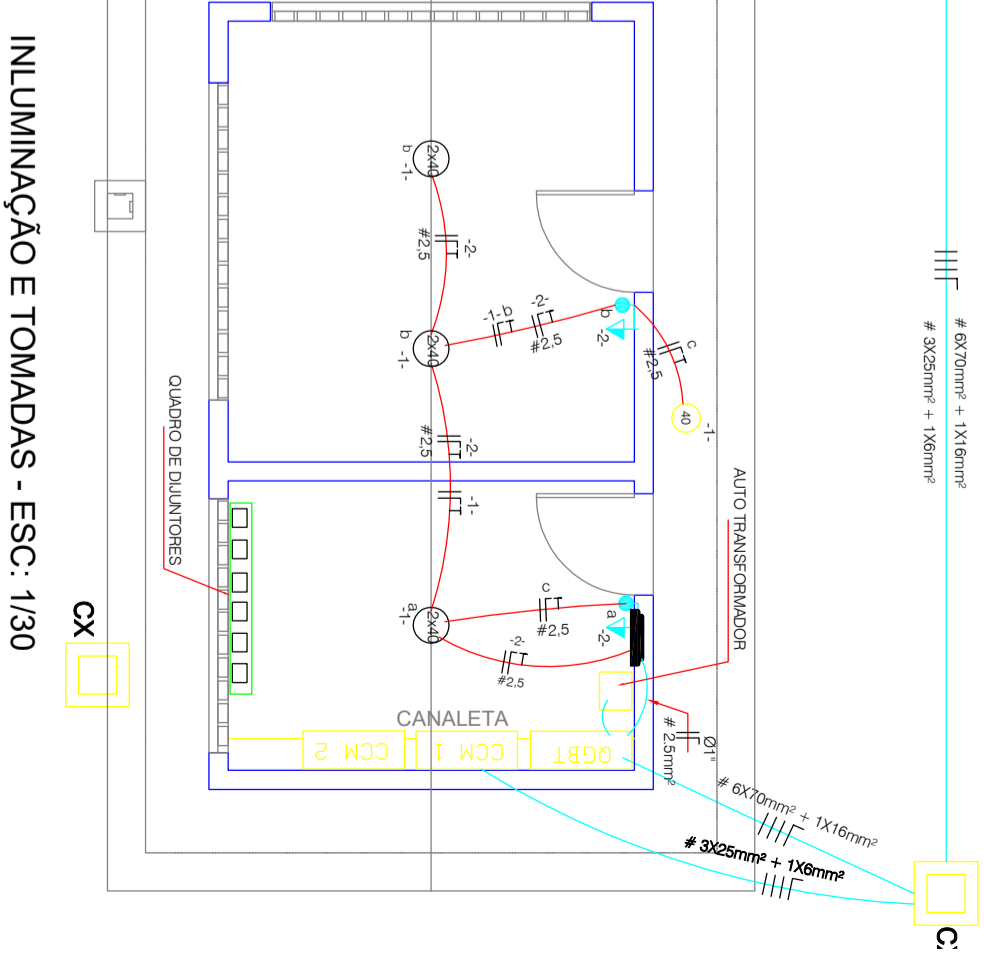 INLUMINAÇÃO E TOMADAS - ESC: 1/30
CX
QUADRO DE DIJUNTORES
2x40
b -1-
-2-
#2,5
2x40
b -1-
-1-b
-2-
#2,5
b -2-
c
#2,5
40
-1-
-2-
#2,5
-1-
2x40
a
-1-
c
#2,5
a -2-
-2-
#2,5
AUTO TRANSFORMADOR
CANALETA
CCM 2
CCM 1
QGBT
Ø1"
# 2.5mm²
# 6X70mm² + 1X16mm²
# 3X25mm² + 1X6mm²
# 6X70mm² + 1X16mm²
# 3X25mm² + 1X6mm²